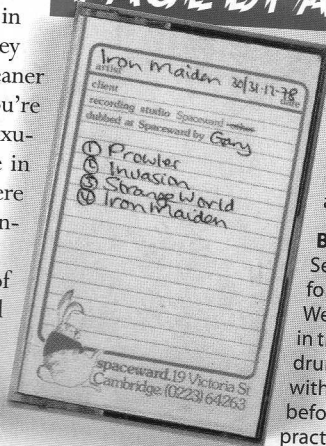 in
ey
eaner
u're
xu-
e in
ere
n-
of
Iron Maiden 30/31-12-78
artist date
client
recording studio Spaceward
dubbed at Spaceward by Gary
① Prowler
② Invasion
③ Strange World
④ Iron Maiden
spaceward. 19 Victoria St
Cambridge (0223) 64263
B
Se
fo
We
in t
dru
with
befo
pract